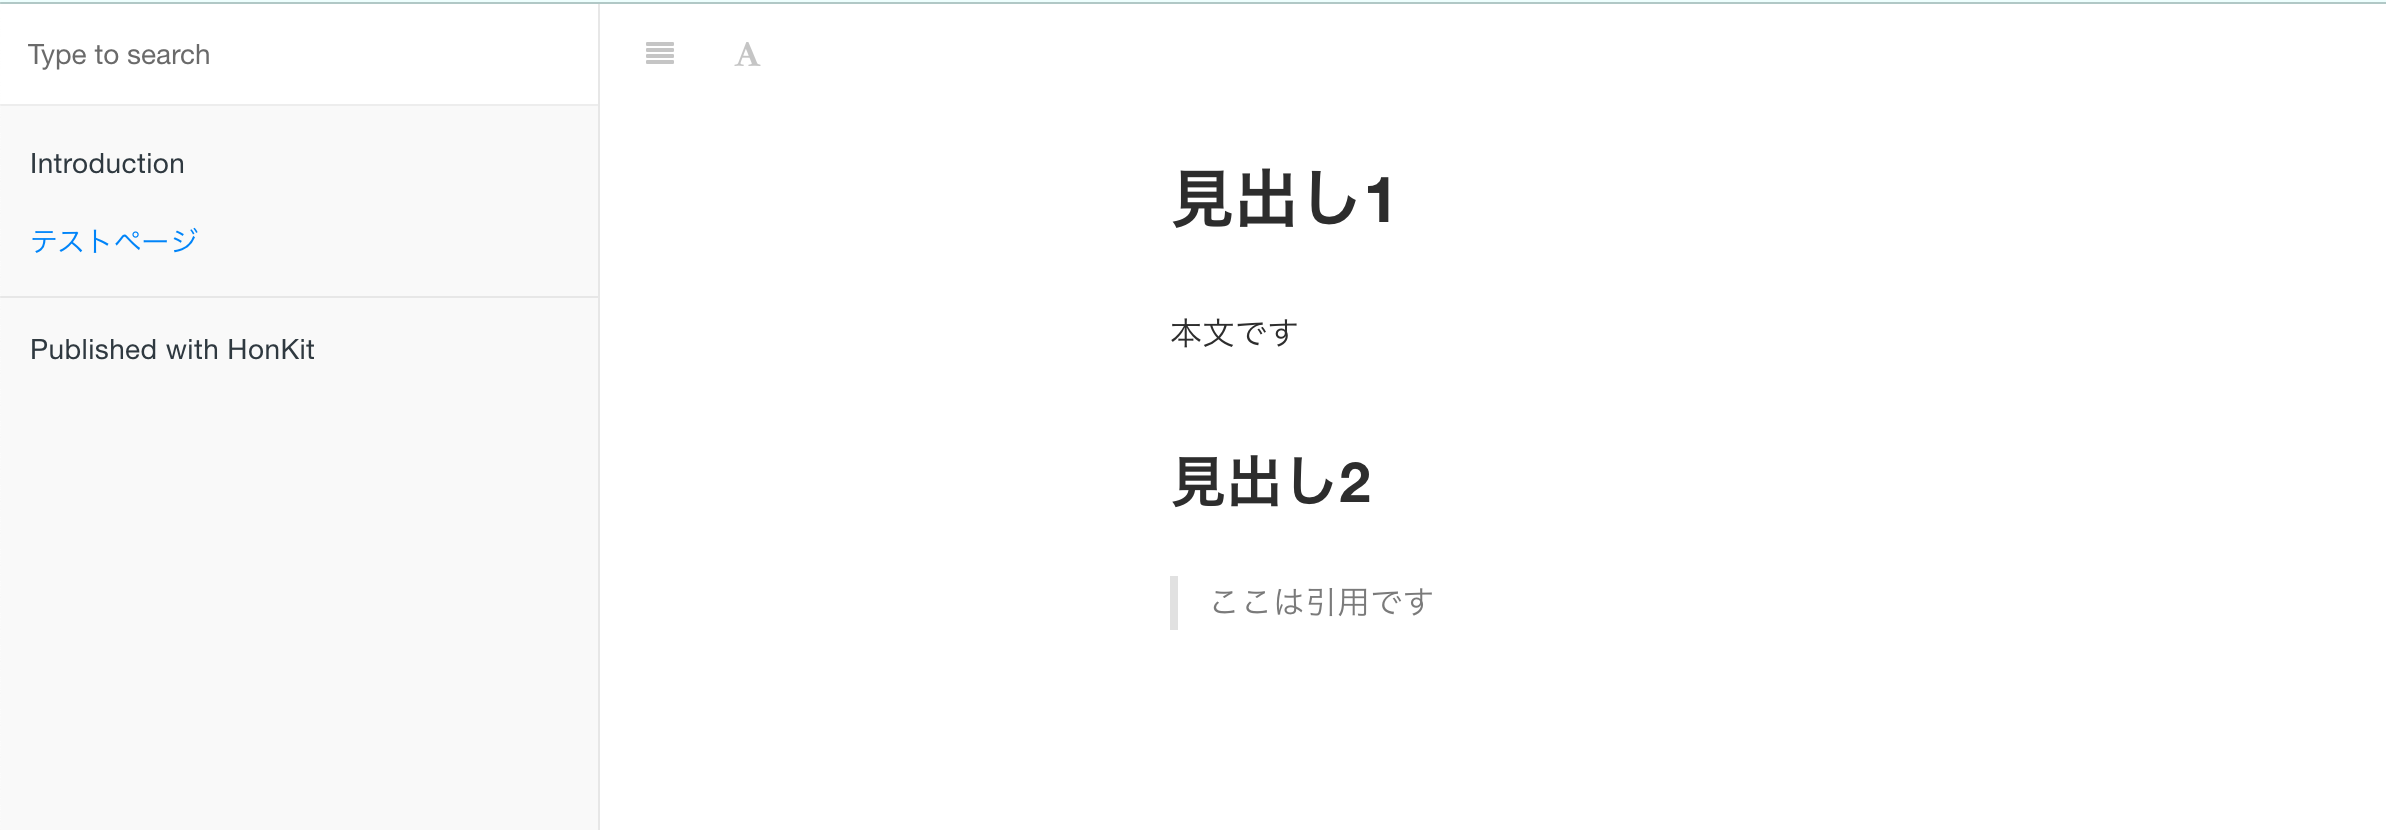 Type to search
A
Introduction
テストページ
Published with HonKit
見出し1
本文です
見出し2
ここは引用です